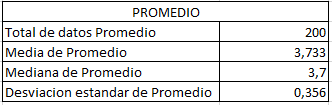 PROMEDIO
Total de datos Promedio 200
Media de Promedio 3,733
Mediana de Promedio 3,7
Desviacion estandar de Promedio 0,356